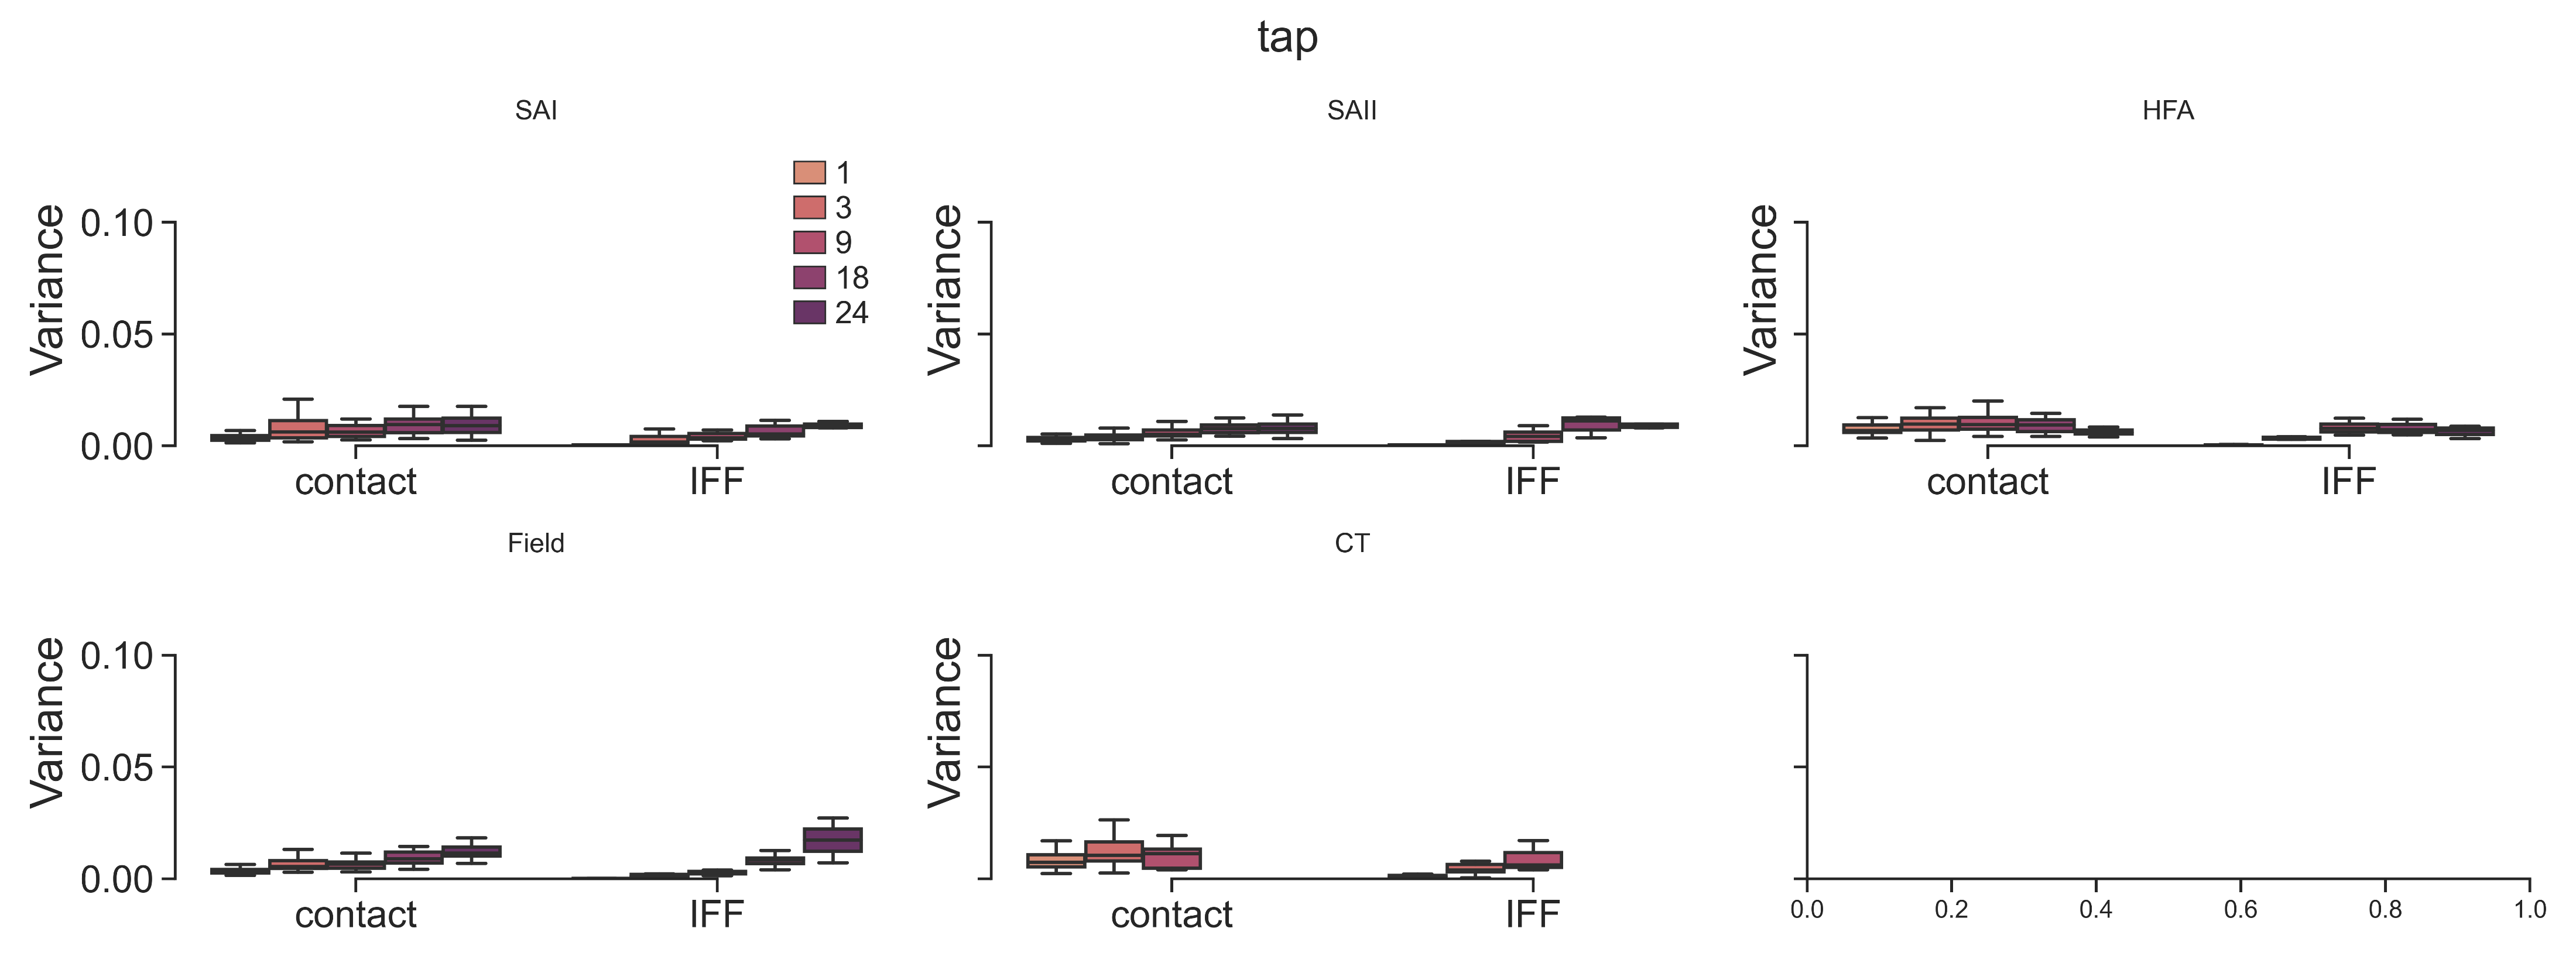 tap
SAI
SAII
HFA
1
3
9
18
24
Variance
0.10
0.05
0.00
contact
IFF
Variance
contact
IFF
Variance
contact
IFF
Field
CT
Variance
0.10
0.05
0.00
contact
IFF
Variance
contact
IFF
0.0
0.2
0.4
0.6
0.8
1.0